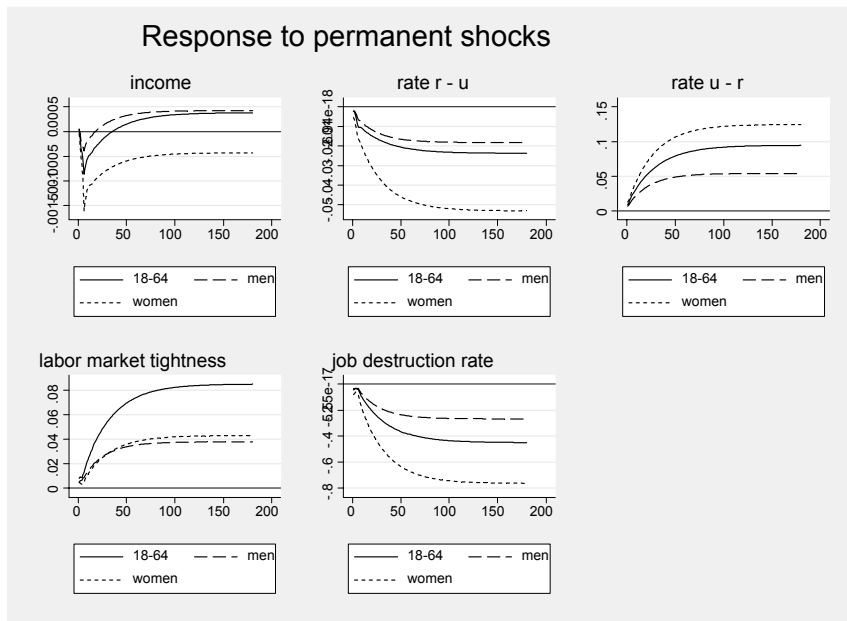 Response to permanent shocks
income
rate r - u
rate u - r
.0005
0
0 50 100 150 200
18-64
men
women
-.05
0 50 100 150 200
18-64
men
women
.15
.1
.05
0
0 50 100 150 200
18-64
men
women
labor market tightness
job destruction rate
.08
.06
.04
.02
0
0 50 100 150 200
18-64
men
women
-.4
-.6
-.8
0 50 100 150 200
18-64
men
women